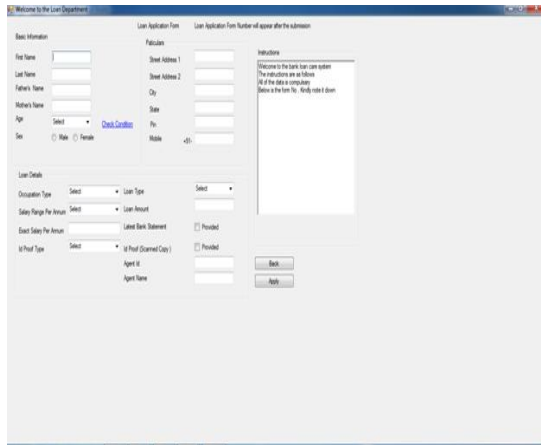 Welcome to the Loan Department
Loan Application Form Loan Application Form Number will appear after the submission
Basic Information
First Name
Last Name
Father's Name
Mother's Name
Age Select Check Condition
Sex Male Female
Paticulars
Street Address 1
Street Address 2
City
State
Pin
Mobile +91-
Instructions
Welcome to the bank loan care system
The instructions are as follows
All of the data is compulsary
Below is the form No . Kindly note it down
Loan Details
Occupation Type Select Loan Type Select
Salary Range Per Annum Select Loan Amount
Exact Salary Per Annum Latest Bank Statement Provided
Id Proof Type Select Id Proof (Scanned Copy ) Provided
Agent Id
Agent Name
Back
Apply